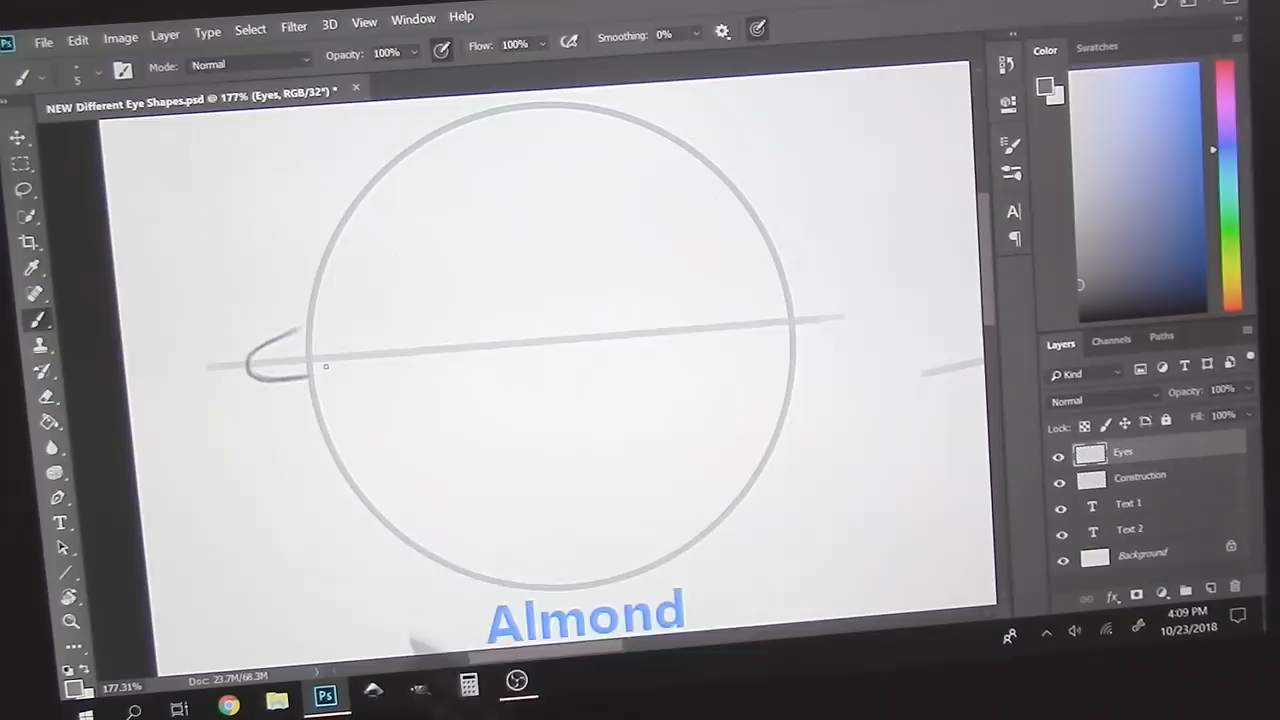 Ps File Edit Image Layer Type Select Filter 3D View Window Help
5 Mode: Normal Opacity: 100% Flow: 100% Smoothing: 0%
NEW Different Eye Shapes.psd @ 177% (Eyes, RGB/32*) *
Color Swatches
Layers Channels Paths
Kind
Normal Opacity: 100%
Lock: Fill: 100%
Eyes
Construction
Text 1
Text 2
Background
Almond
177.31% Doc: 23.7M/68.3M
Ps
4:09 PM
10/23/2018